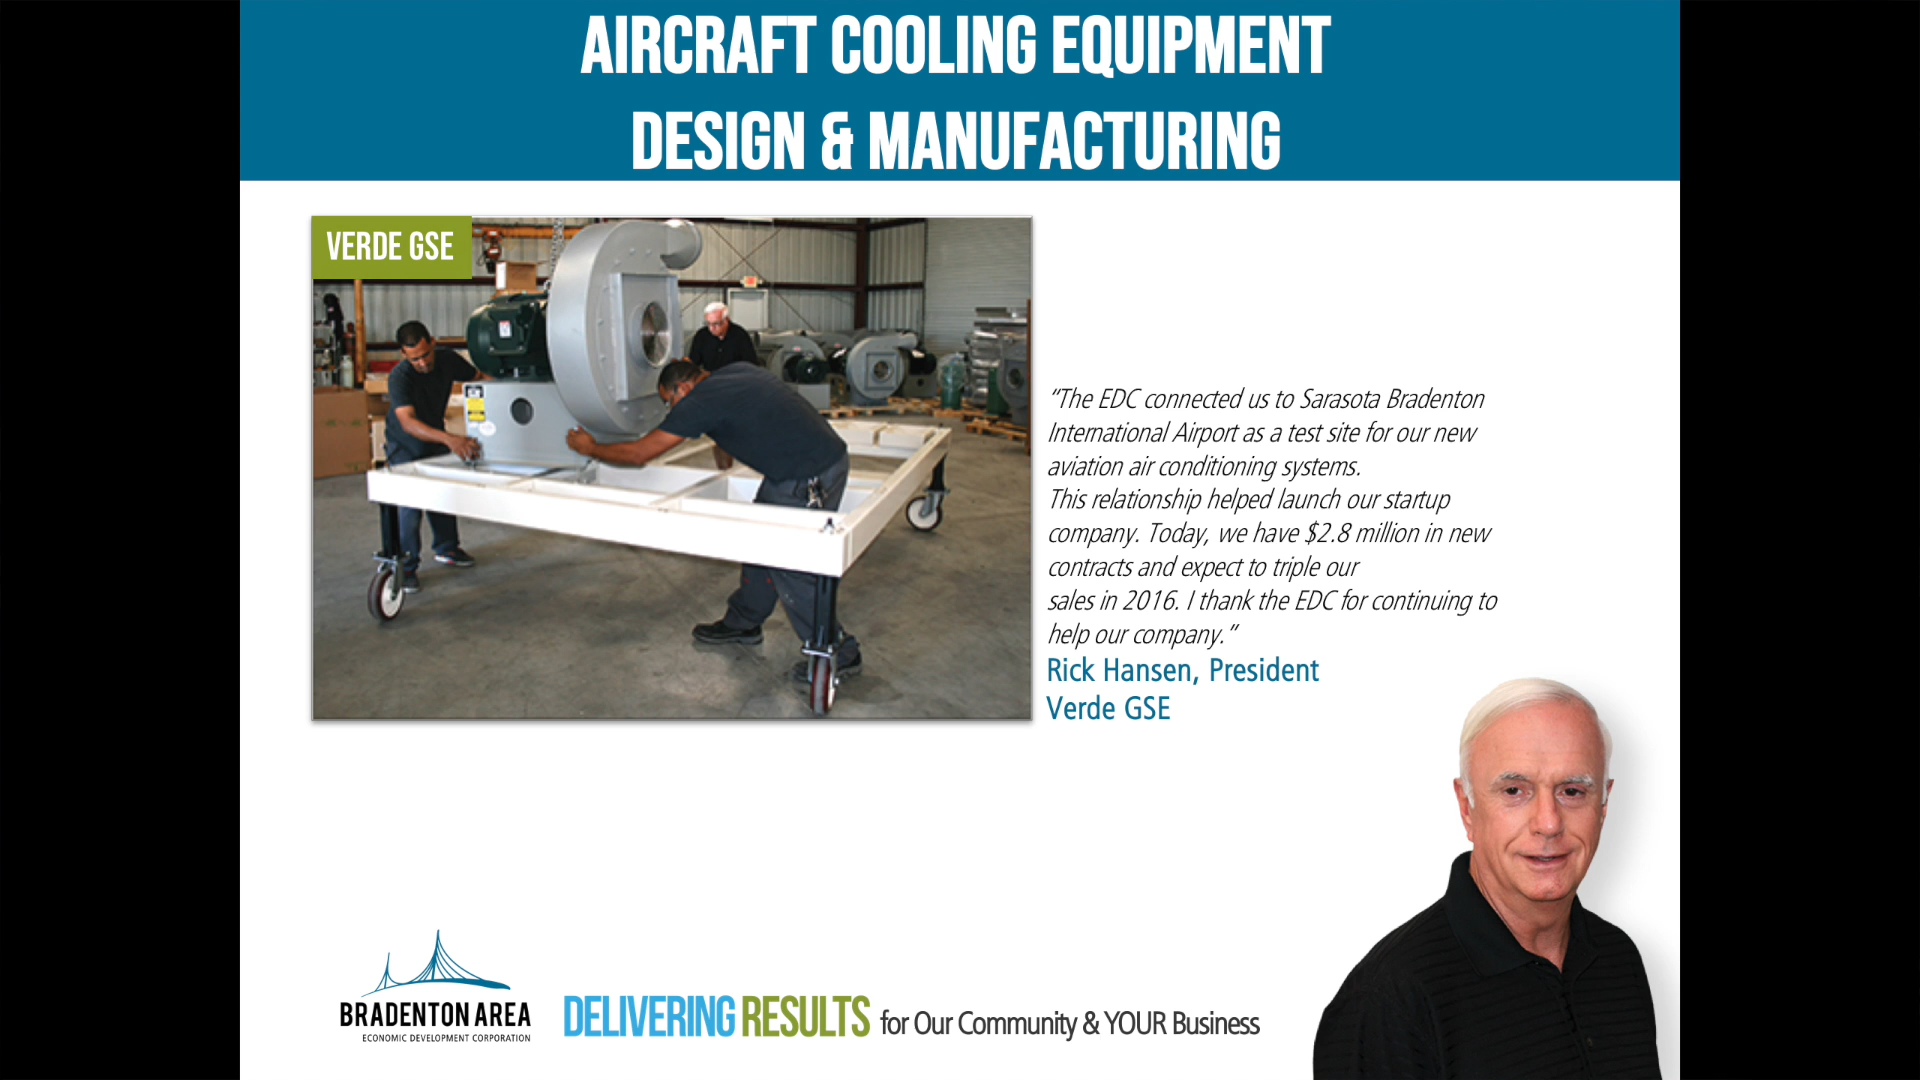 AIRCRAFT COOLING EQUIPMENT
DESIGN & MANUFACTURING
VERDE GSE
“The EDC connected us to Sarasota Bradenton
International Airport as a test site for our new
aviation air conditioning systems.
This relationship helped launch our startup
company. Today, we have $2.8 million in new
contracts and expect to triple our
sales in 2016. I thank the EDC for continuing to
help our company.”
Rick Hansen, President
Verde GSE
BRADENTON AREA
ECONOMIC DEVELOPMENT CORPORATION
DELIVERING RESULTS for Our Community & YOUR Business